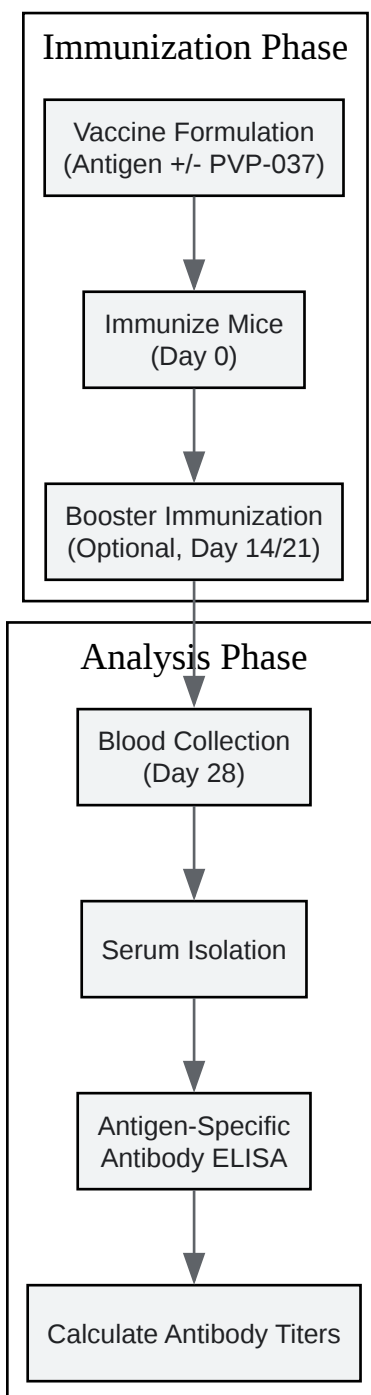 Immunization Phase
Vaccine Formulation
(Antigen +/- PVP-037)
Immunize Mice
(Day 0)
Booster Immunization
(Optional, Day 14/21)
Analysis Phase
Blood Collection
(Day 28)
Serum Isolation
Antigen-Specific
Antibody ELISA
Calculate Antibody Titers